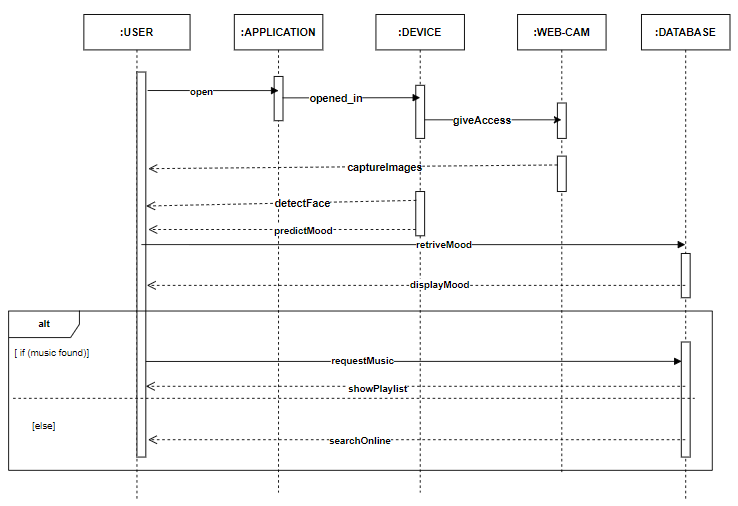 :USER
:APPLICATION
:DEVICE
:WEB-CAM
:DATABASE
open
opened_in
giveAccess
captureImages
detectFace
predictMood
retriveMood
displayMood
alt
[ if (music found)]
requestMusic
showPlaylist
[else]
searchOnline